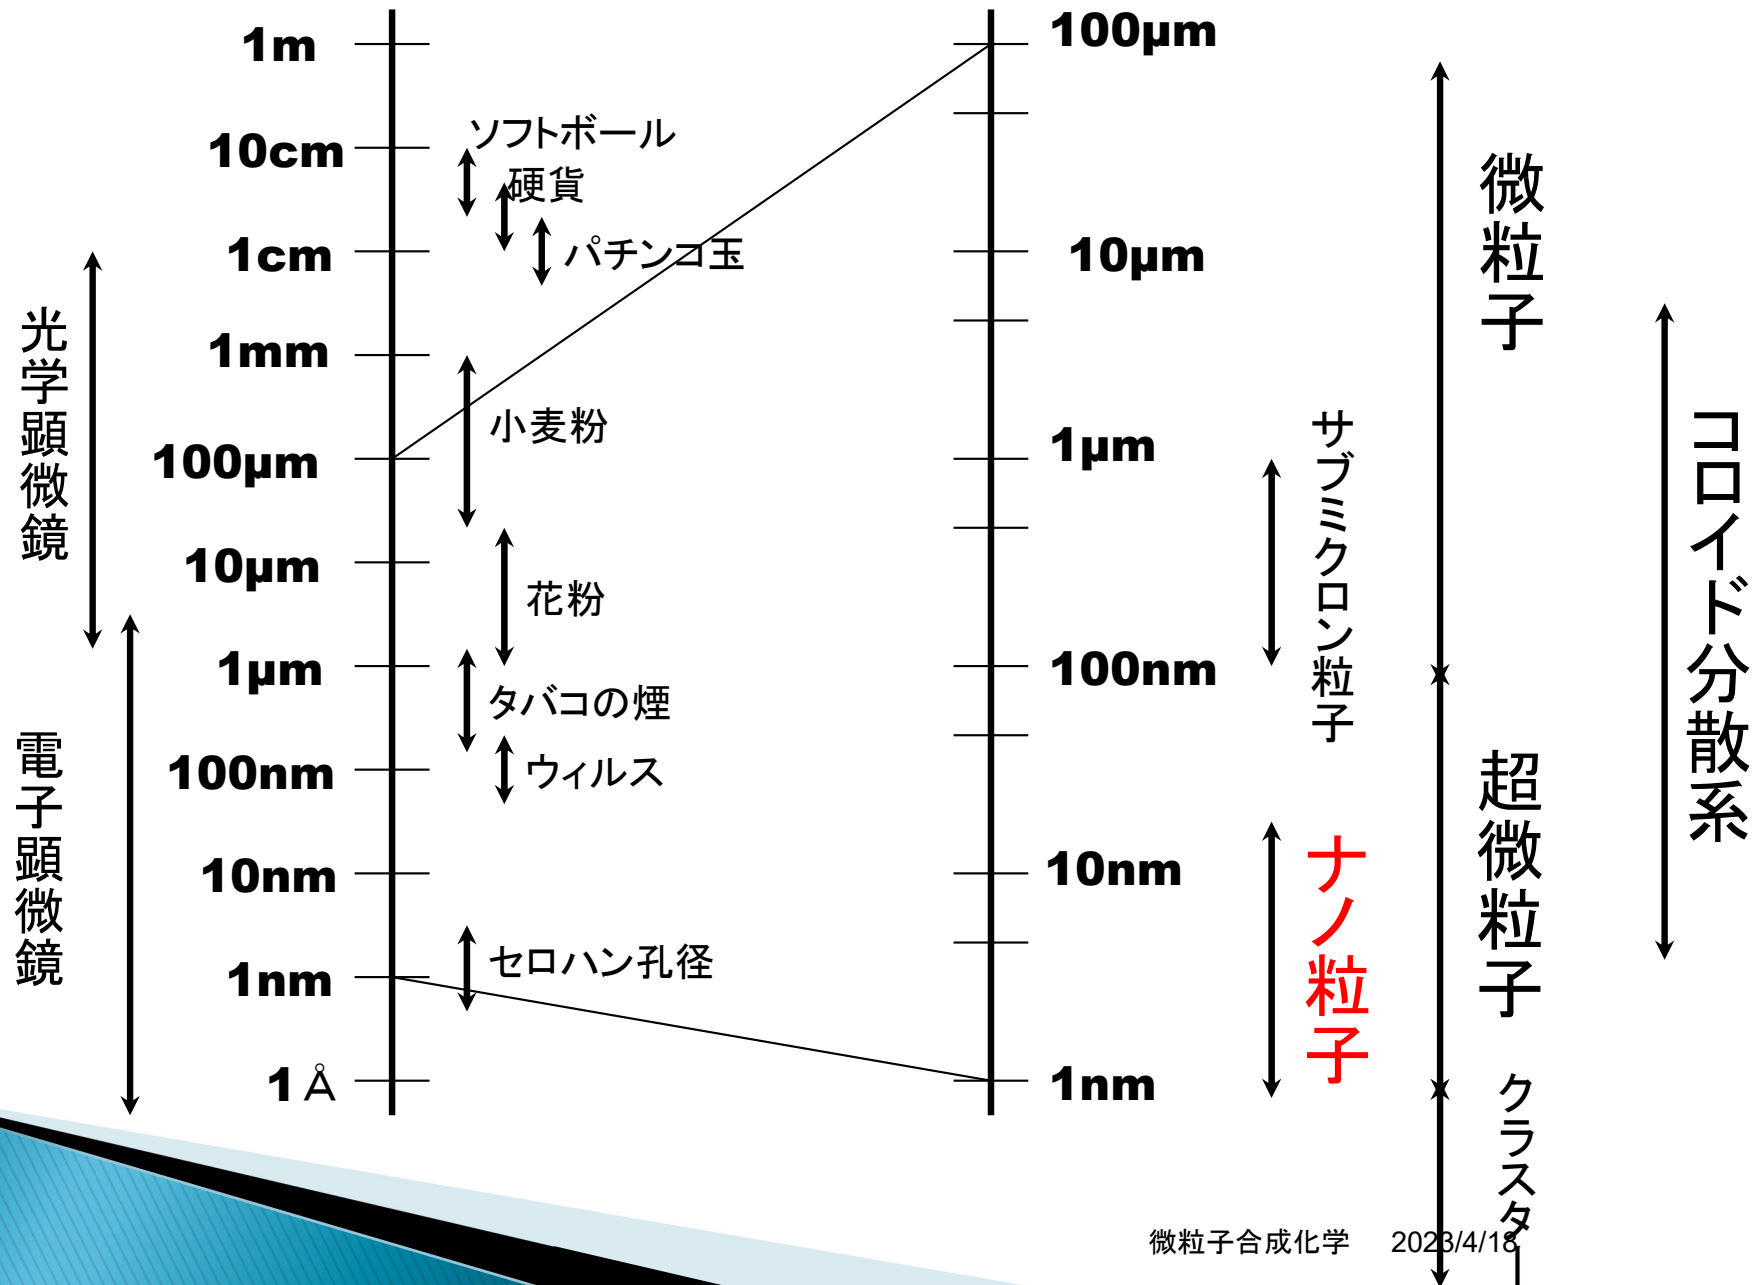 1m
10cm
1cm
1mm
100μm
10μm
1μm
100nm
10nm
1nm
1Å
光学顕微鏡
電子顕微鏡
ソフトボール
硬貨
パチンコ玉
小麦粉
花粉
タバコの煙
ウィルス
セロハン孔径
100μm
10μm
1μm
100nm
10nm
1nm
サブミクロン粒子
ナノ粒子
微粒子
超微粒子
クラスター
コロイド分散系
微粒子合成化学 2023/4/18